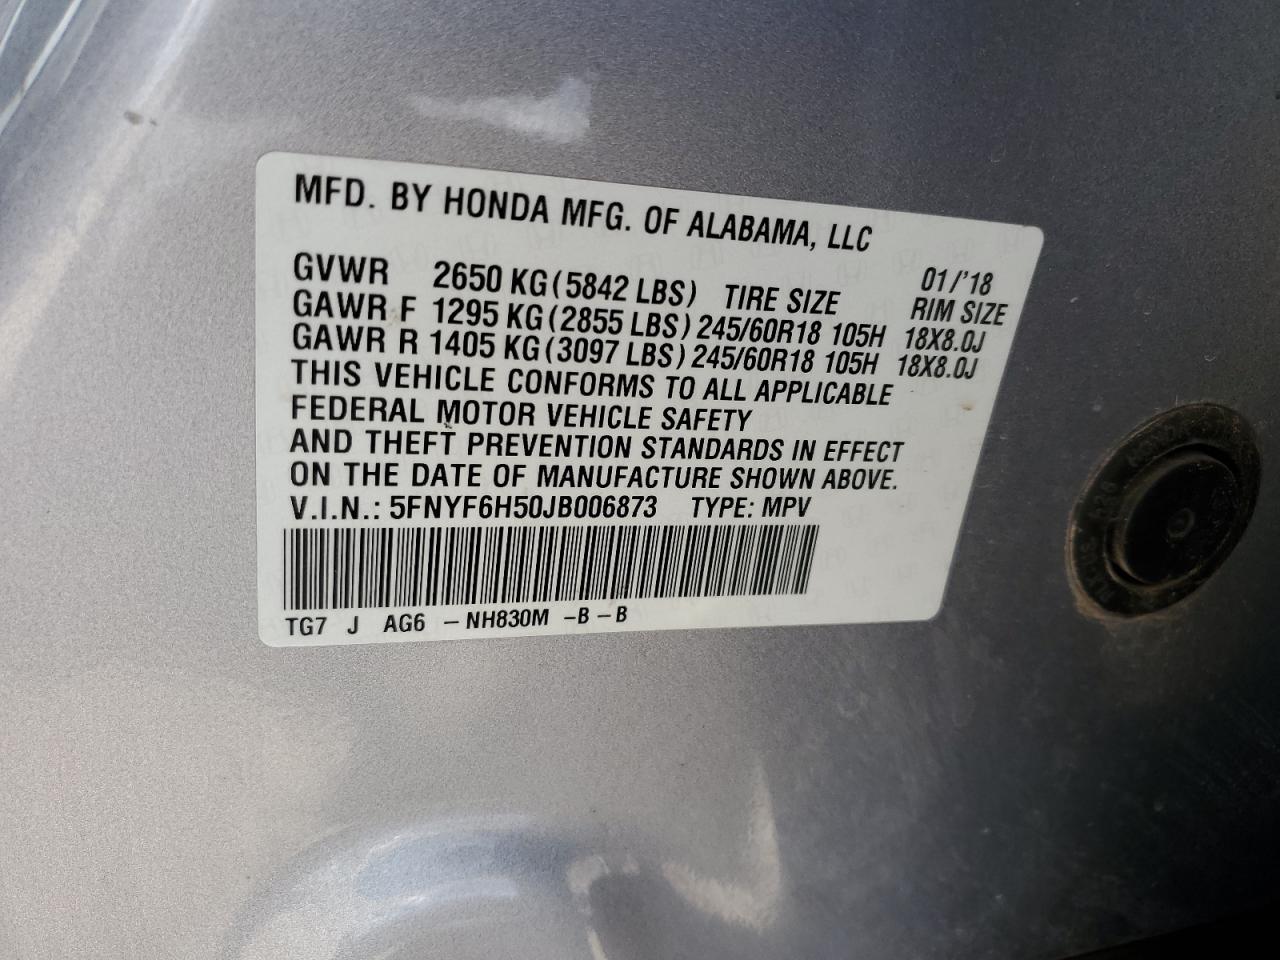 MFD. BY HONDA MFG. OF ALABAMA, LLC
01/'18
GVWR 2650 KG (5842 LBS) TIRE SIZE RIM SIZE
GAWR F 1295 KG (2855 LBS) 245/60R18 105H 18X8.0J
GAWR R 1405 KG (3097 LBS) 245/60R18 105H 18X8.0J
THIS VEHICLE CONFORMS TO ALL APPLICABLE
FEDERAL MOTOR VEHICLE SAFETY
AND THEFT PREVENTION STANDARDS IN EFFECT
ON THE DATE OF MANUFACTURE SHOWN ABOVE.
V.I.N.: 5FNYF6H50JB006873 TYPE: MPV
TG7 J AG6 – NH830M –B – B